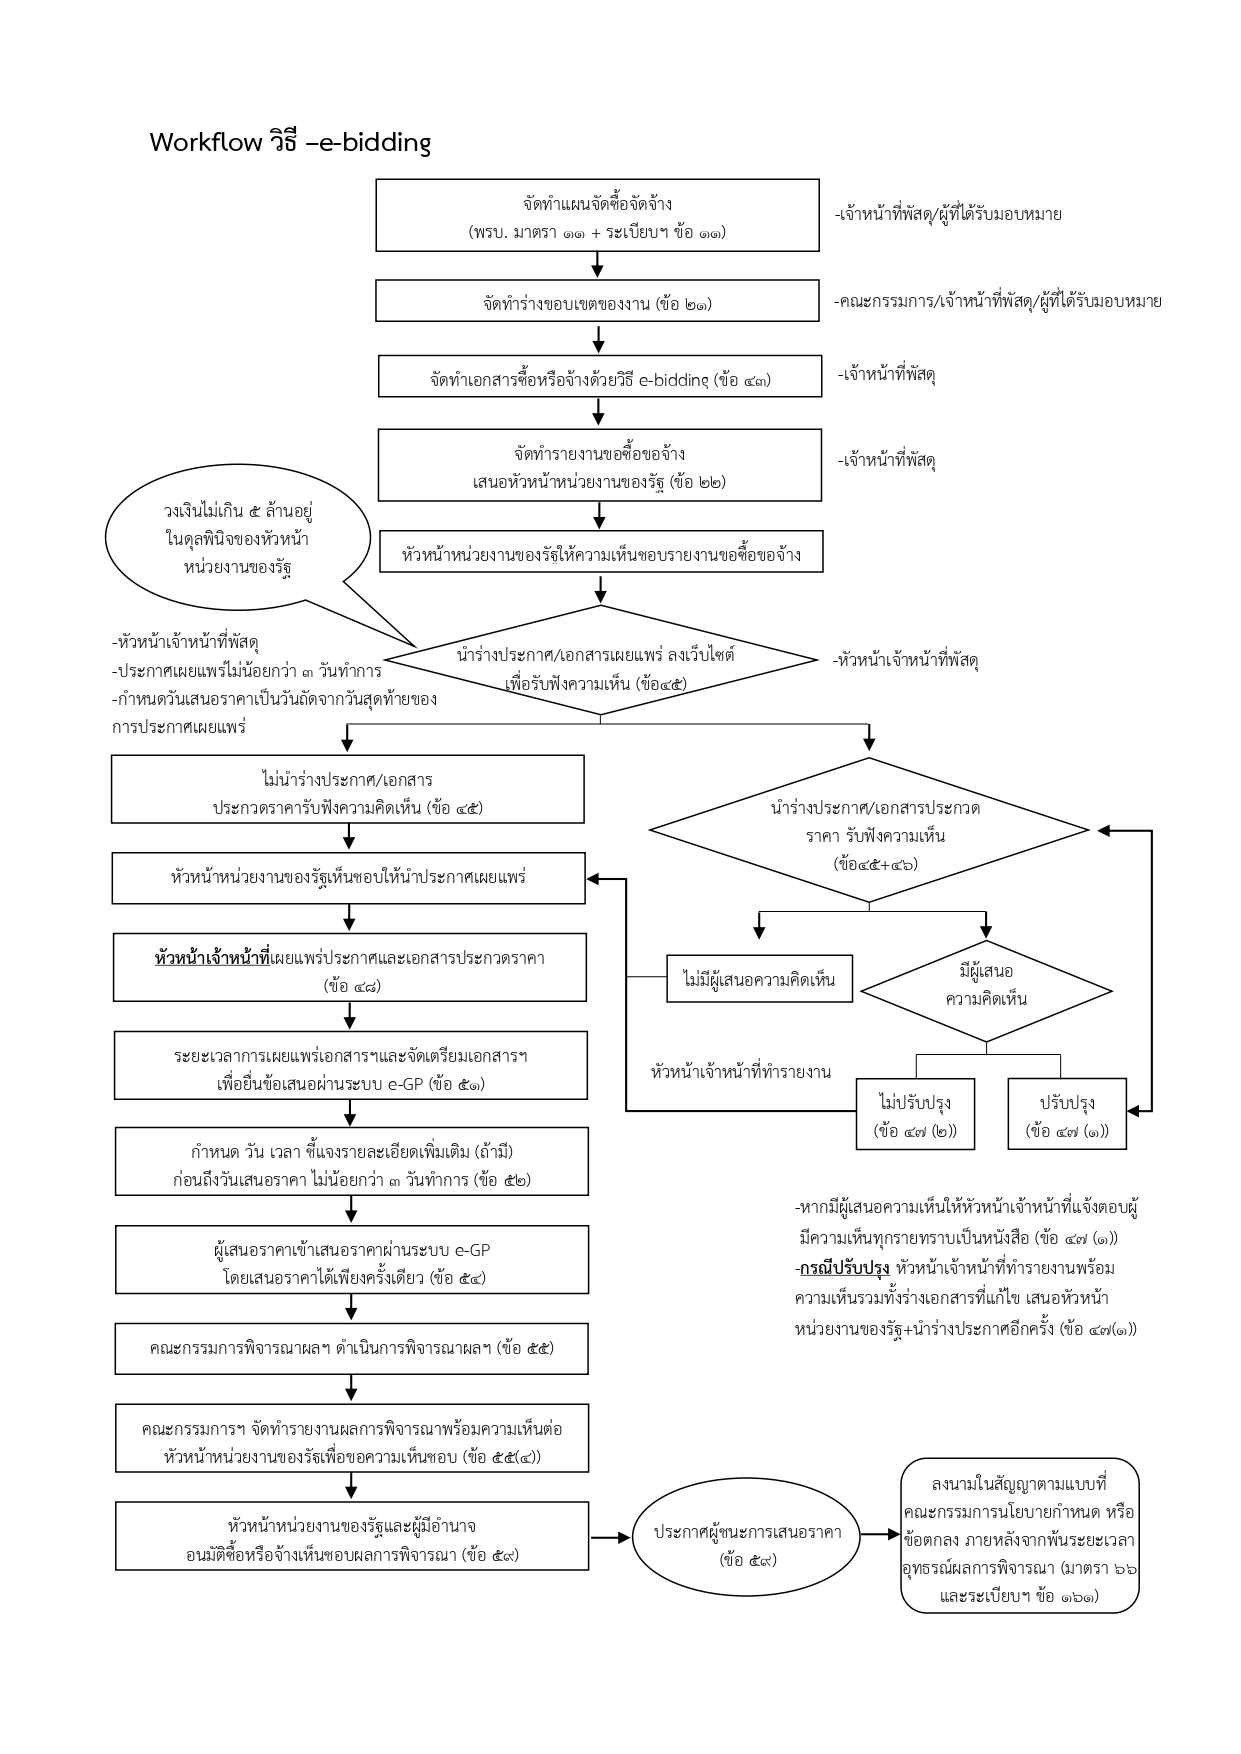 Workflow วิธี –e-bidding
จัดทำแผนจัดซื้อจัดจ้าง
(พรบ. มาตรา ๑๑ + ระเบียบฯ ข้อ ๑๑)
-เจ้าหน้าที่พัสดุ/ผู้ที่ได้รับมอบหมาย
จัดทำร่างขอบเขตของงาน (ข้อ ๒๑)
-คณะกรรมการ/เจ้าหน้าที่พัสดุ/ผู้ที่ได้รับมอบหมาย
จัดทำเอกสารซื้อหรือจ้างด้วยวิธี e-bidding (ข้อ ๔๓)
-เจ้าหน้าที่พัสดุ
จัดทำรายงานขอซื้อขอจ้าง
เสนอหัวหน้าหน่วยงานของรัฐ (ข้อ ๒๒)
-เจ้าหน้าที่พัสดุ
วงเงินไม่เกิน ๕ ล้านอยู่
ในดุลพินิจของหัวหน้า
หน่วยงานของรัฐ
หัวหน้าหน่วยงานของรัฐให้ความเห็นชอบรายงานขอซื้อขอจ้าง
นำร่างประกาศ/เอกสารเผยแพร่ ลงเว็บไซต์
เพื่อรับฟังความเห็น (ข้อ๔๕)
-หัวหน้าเจ้าหน้าที่พัสดุ
-หัวหน้าเจ้าหน้าที่พัสดุ
-ประกาศเผยแพร่ไม่น้อยกว่า ๓ วันทำการ
-กำหนดวันเสนอราคาเป็นวันถัดจากวันสุดท้ายของ
การประกาศเผยแพร่
ไม่นำร่างประกาศ/เอกสาร
ประกวดราคารับฟังความคิดเห็น (ข้อ ๔๕)
นำร่างประกาศ/เอกสารประกวด
ราคา รับฟังความเห็น
(ข้อ๔๕+๔๖)
หัวหน้าหน่วยงานของรัฐเห็นชอบให้นำประกาศเผยแพร่
หัวหน้าเจ้าหน้าที่เผยแพร่ประกาศและเอกสารประกวดราคา
(ข้อ ๔๘)
ไม่มีผู้เสนอความคิดเห็น
มีผู้เสนอ
ความคิดเห็น
ระยะเวลาการเผยแพร่เอกสารฯและจัดเตรียมเอกสารฯ
เพื่อยื่นข้อเสนอผ่านระบบ e-GP (ข้อ ๕๑)
หัวหน้าเจ้าหน้าที่ทำรายงาน
ไม่ปรับปรุง
(ข้อ ๔๗ (๒))
ปรับปรุง
(ข้อ ๔๗ (๑))
กำหนด วัน เวลา ชี้แจงรายละเอียดเพิ่มเติม (ถ้ามี)
ก่อนถึงวันเสนอราคา ไม่น้อยกว่า ๓ วันทำการ (ข้อ ๕๒)
-หากมีผู้เสนอความเห็นให้หัวหน้าเจ้าหน้าที่แจ้งตอบผู้
มีความเห็นทุกรายทราบเป็นหนังสือ (ข้อ ๔๗ (๑))
-กรณีปรับปรุง หัวหน้าเจ้าหน้าที่ทำรายงานพร้อม
ความเห็นรวมทั้งร่างเอกสารที่แก้ไข เสนอหัวหน้า
หน่วยงานของรัฐ+นำร่างประกาศอีกครั้ง (ข้อ ๔๗(๑))
ผู้เสนอราคาเข้าเสนอราคาผ่านระบบ e-GP
โดยเสนอราคาได้เพียงครั้งเดียว (ข้อ ๕๔)
คณะกรรมการพิจารณาผลฯ ดำเนินการพิจารณาผลฯ (ข้อ ๕๕)
คณะกรรมการฯ จัดทำรายงานผลการพิจารณาพร้อมความเห็นต่อ
หัวหน้าหน่วยงานของรัฐเพื่อขอความเห็นชอบ (ข้อ ๕๕(๔))
หัวหน้าหน่วยงานของรัฐและผู้มีอำนาจ
อนมัติซื้อหรือจ้างเห็นชอบผลการพิจารณา (ข้อ ๕๙)
ประกาศผู้ชนะการเสนอราคา
(ข้อ ๕๙)
ลงนามในสัญญาตามแบบที่
คณะกรรมการนโยบายกำหนด หรือ
ข้อตกลง ภายหลังจากพ้นระยะเวลา
อุทธรณ์ผลการพิจารณา (มาตรา ๖๖
และระเบียบฯ ข้อ ๑๖๑)